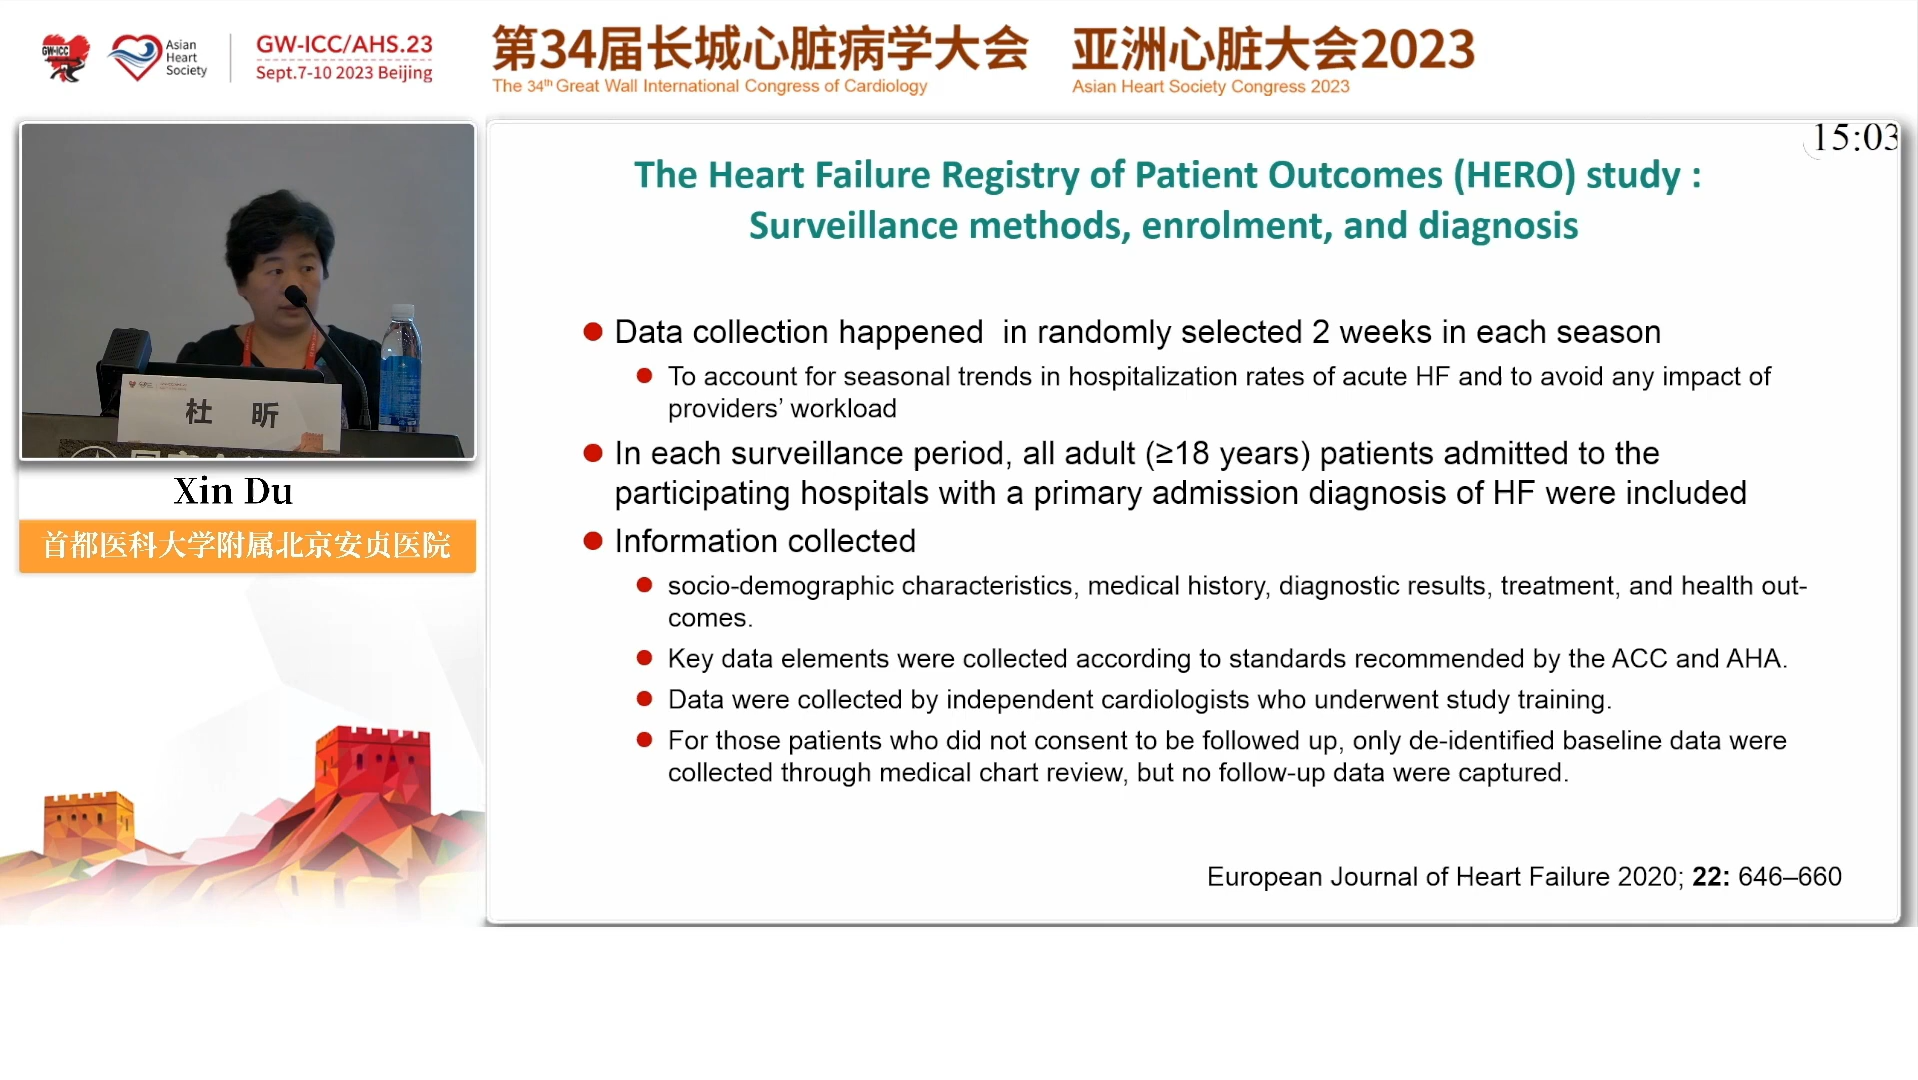 GW-ICC
Asian
Heart
Society
GW-ICC/AHS.23
Sept.7-10 2023 Beijing
第34届长城心脏病学大会
The 34th Great Wall International Congress of Cardiology
亚洲心脏大会2023
Asian Heart Society Congress 2023
杜 昕
Xin Du
首都医科大学附属北京安贞医院
15:03
The Heart Failure Registry of Patient Outcomes (HERO) study :
Surveillance methods, enrolment, and diagnosis
Data collection happened in randomly selected 2 weeks in each season
To account for seasonal trends in hospitalization rates of acute HF and to avoid any impact of
providers’ workload
In each surveillance period, all adult (≥18 years) patients admitted to the
participating hospitals with a primary admission diagnosis of HF were included
Information collected
socio-demographic characteristics, medical history, diagnostic results, treatment, and health out-
comes.
Key data elements were collected according to standards recommended by the ACC and AHA.
Data were collected by independent cardiologists who underwent study training.
For those patients who did not consent to be followed up, only de-identified baseline data were
collected through medical chart review, but no follow-up data were captured.
European Journal of Heart Failure 2020; 22: 646–660